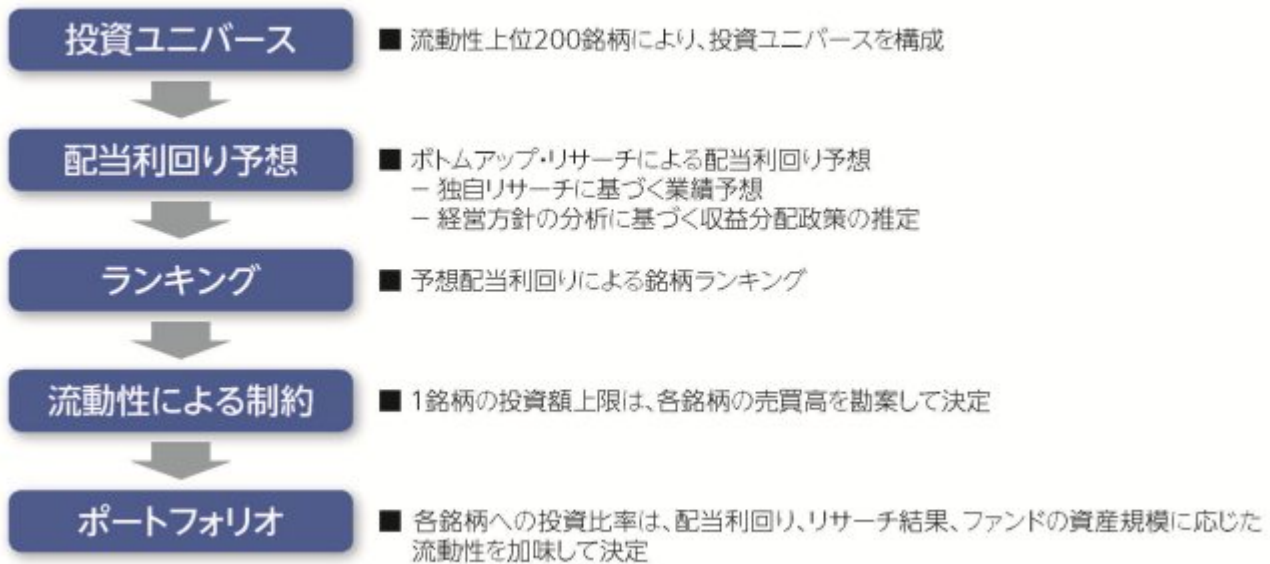 投資ユニバース
■ 流動性上位200銘柄により、投資ユニバースを構成
配当利回り予想
■ ボトムアップ・リサーチによる配当利回り予想
− 独自リサーチに基づく業績予想
− 経営方針の分析に基づく収益分配政策の推定
ランキング
■ 予想配当利回りによる銘柄ランキング
流動性による制約
■ 1銘柄の投資額上限は、各銘柄の売買高を勘案して決定
ポートフォリオ
■ 各銘柄への投資比率は、配当利回り、リサーチ結果、ファンドの資産規模に応じた
流動性を加味して決定